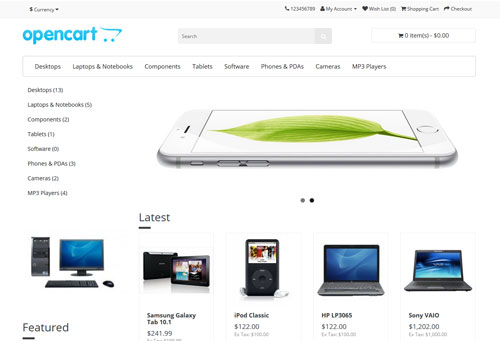 $ Currency
123456789 My Account Wish List (0) Shopping Cart Checkout
opencart
Search
0 item(s) - $0.00
Desktops Laptops & Notebooks Components Tablets Software Phones & PDAs Cameras MP3 Players
Desktops (13)
Laptops & Notebooks (5)
Components (2)
Tablets (1)
Software (0)
Phones & PDAs (3)
Cameras (2)
MP3 Players (4)
Latest
Samsung Galaxy Tab 10.1
$241.99
iPod Classic
$122.00
Ex Tax: $100.00
HP LP3065
$122.00
Ex Tax: $100.00
Sony VAIO
$1,202.00
Ex Tax: $1,000.00
Featured